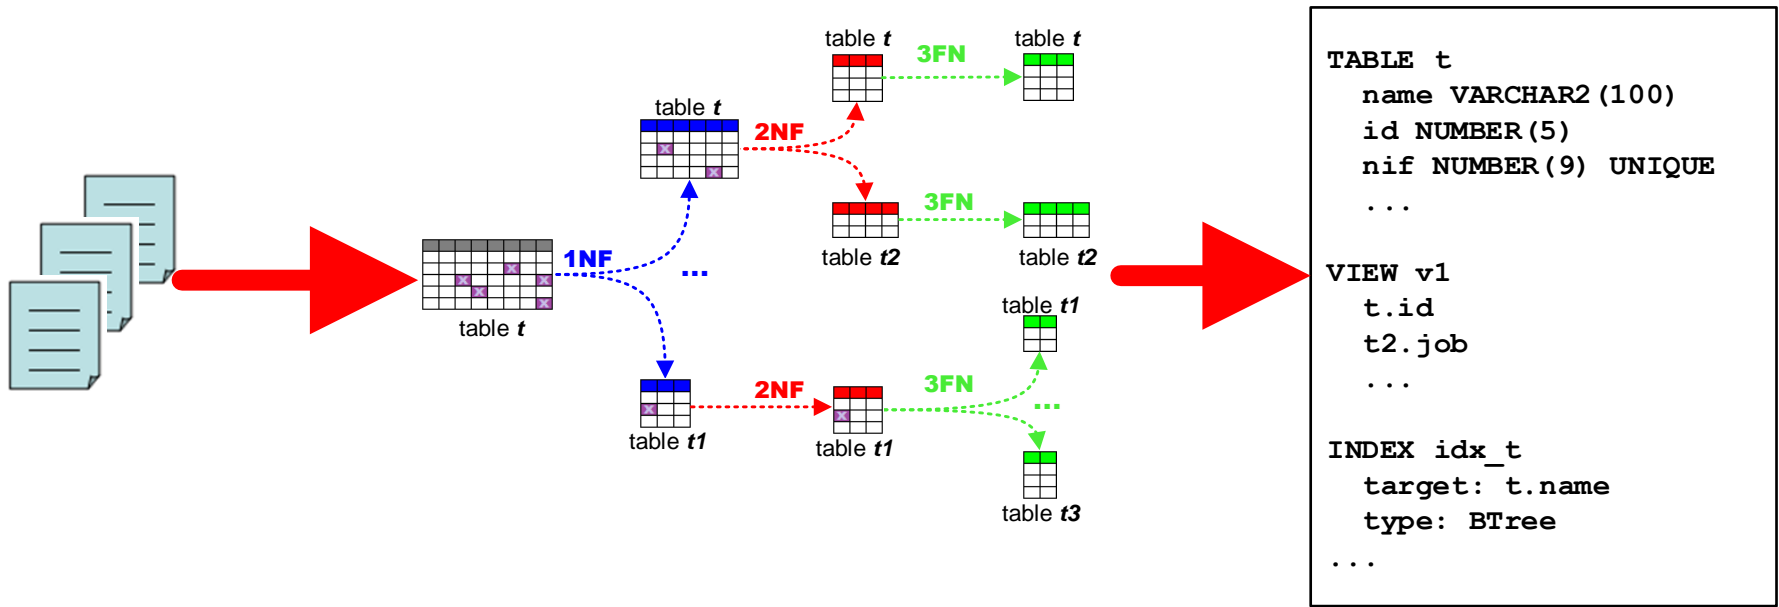 table t
1NF
...
table t
table t1
2NF
2NF
table t
table t2
table t1
3FN
3FN
3FN
table t
table t2
table t1
...
table t3
TABLE t
name VARCHAR2(100)
id NUMBER(5)
nif NUMBER(9) UNIQUE
...
VIEW v1
t.id
t2.job
...
INDEX idx_t
target: t.name
type: BTree
...
x
x
x
x
x
x
x
x
x